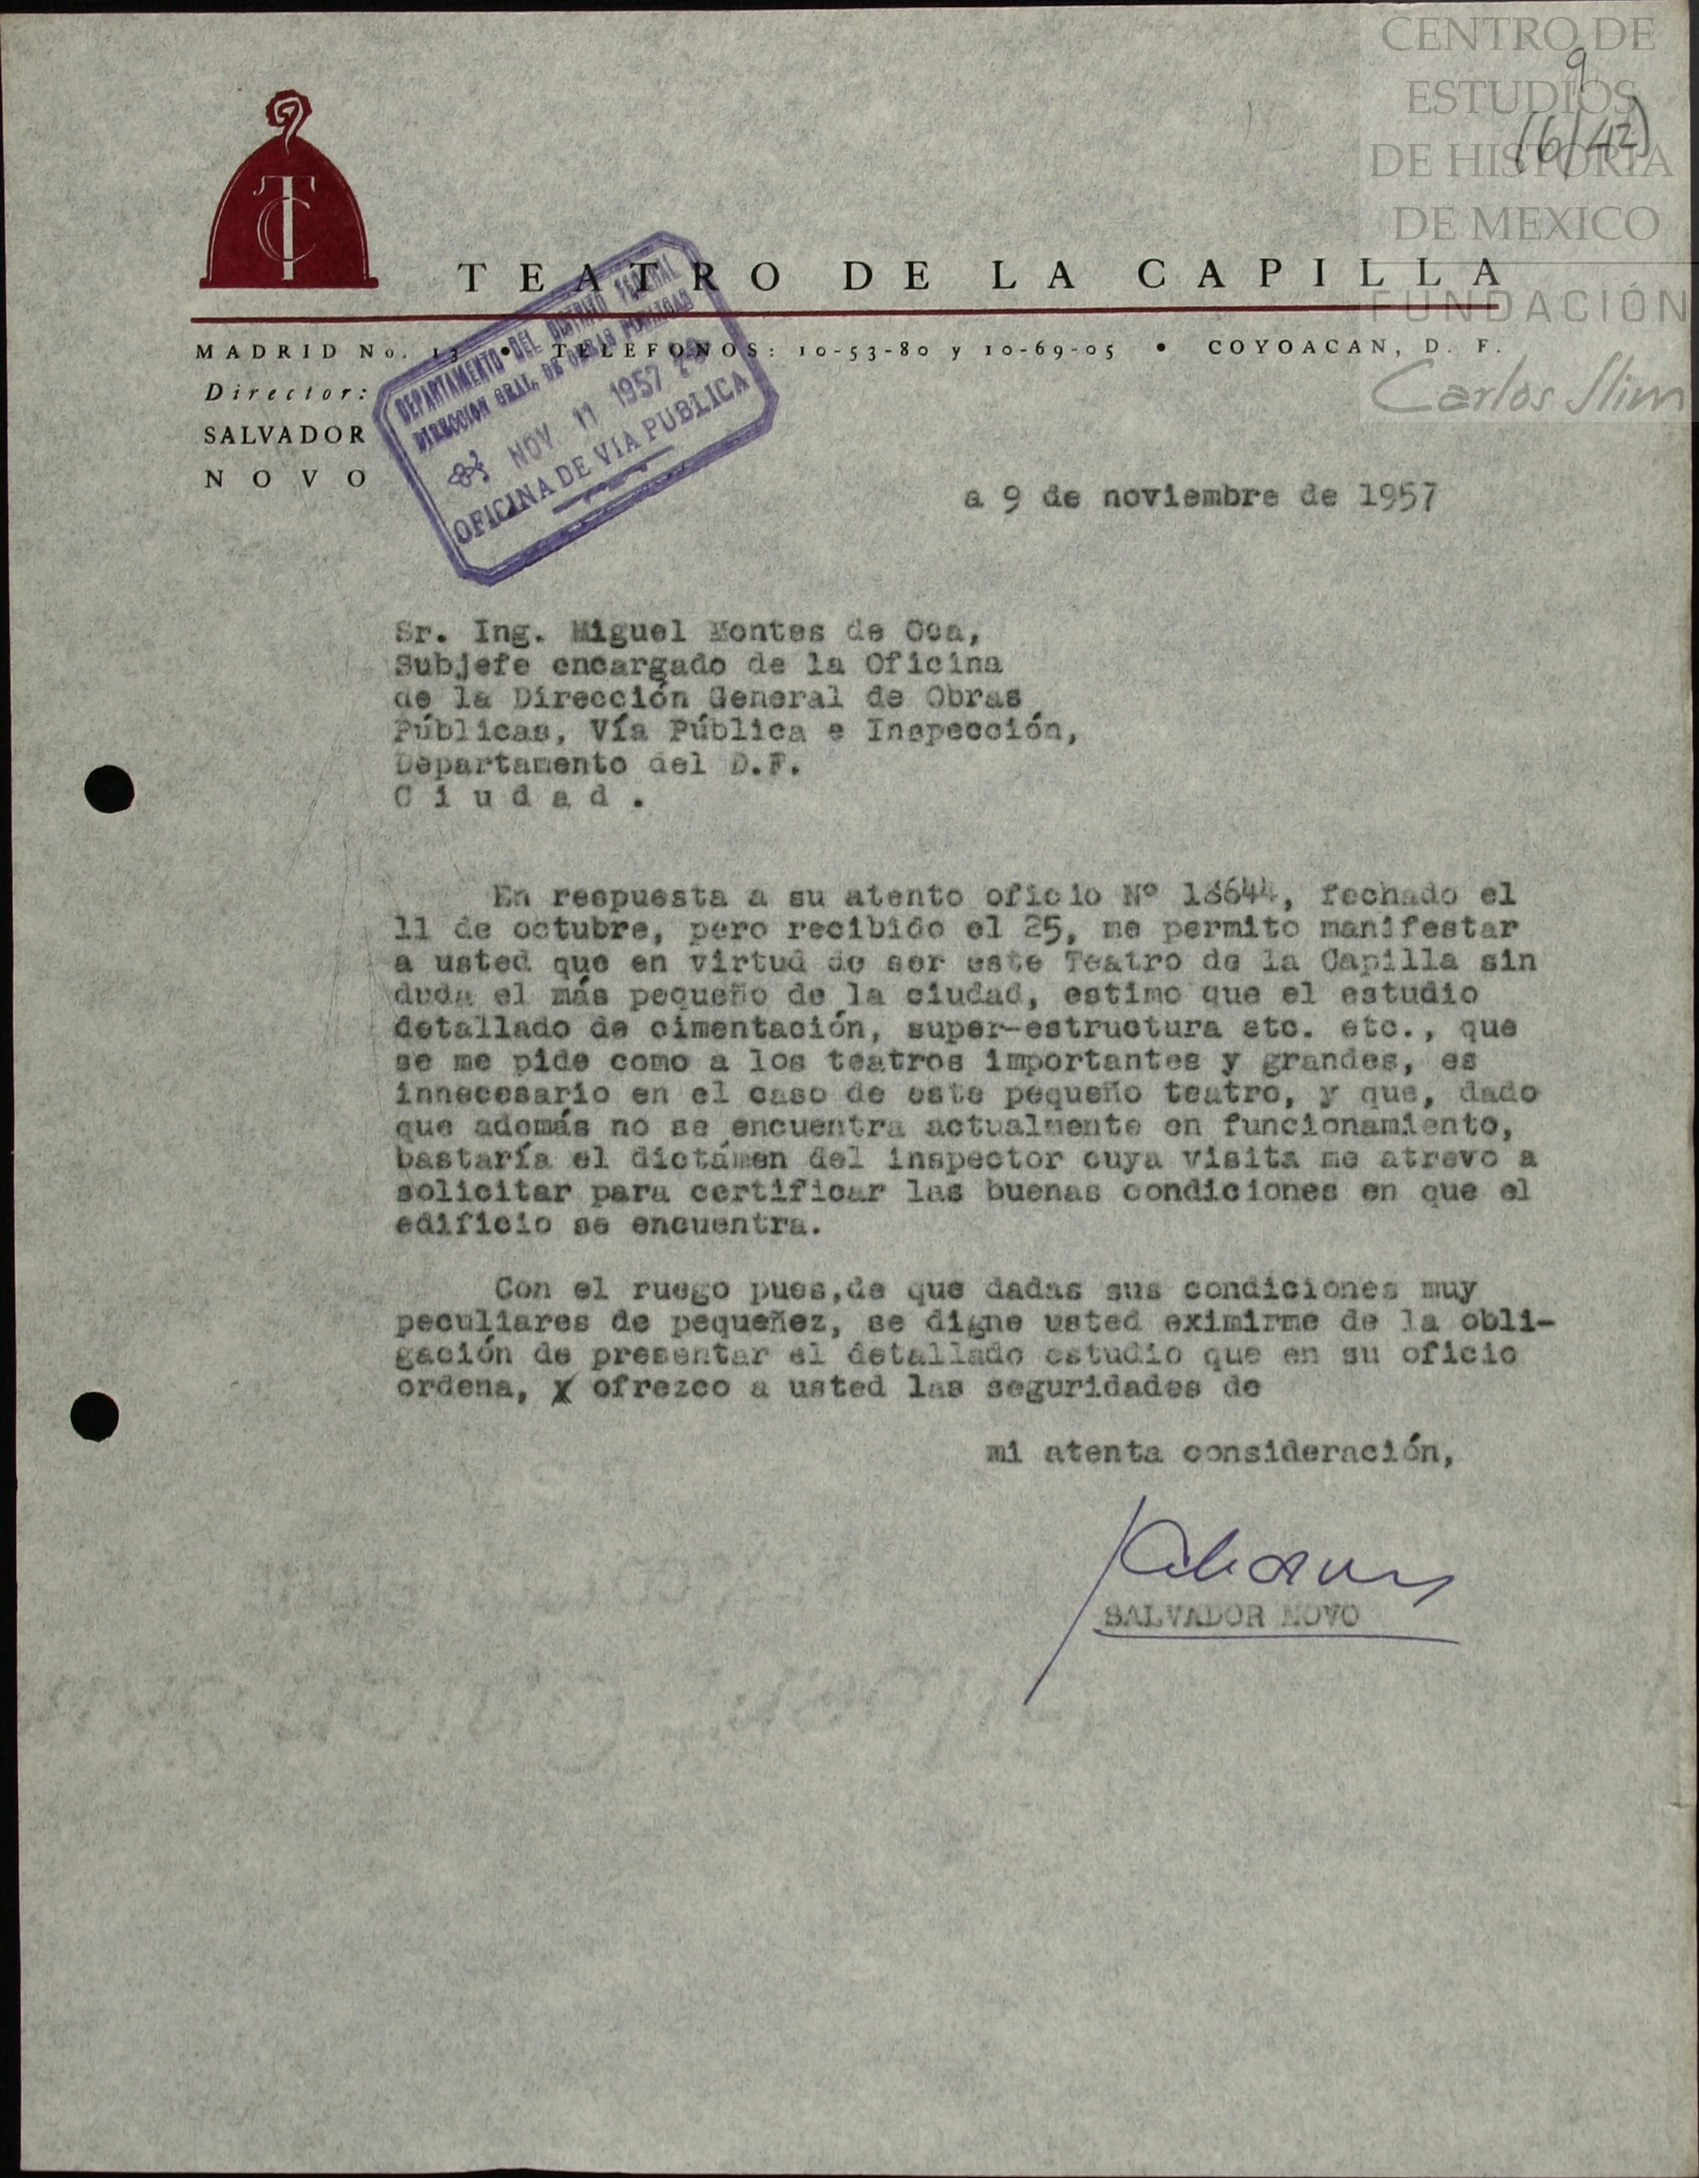 CENTRO DE
ESTUDIOS
DE HISTORIA
DE MEXICO
FUNDACIÓN
Carlos Slim
9
(6/42)
TC
TEATRO DE LA CAPILLA
MADRID No. 13 • TELEFONOS: 10-53-80 y 10-69-05 • COYOACAN, D. F.
Director:
SALVADOR
NOVO
DEPARTAMENTO DEL DISTRITO FEDERAL
DIRECCION GRAL. DE OBRAS PUBLICAS
NOV. 11 1957
OFICINA DE VIA PUBLICA
a 9 de noviembre de 1957
Sr. Ing. Miguel Montes de Oca,
Subjefe encargado de la Oficina
de la Dirección General de Obras
Públicas, Vía Pública e Inspección,
Departamento del D.F.
C i u d a d .
En respuesta a su atento oficio Nº 13644, fechado el
11 de octubre, pero recibido el 25, me permito manifestar
a usted que en virtud de ser este Teatro de la Capilla sin
duda el más pequeño de la ciudad, estimo que el estudio
detallado de cimentación, super-estructura etc. etc., que
se me pide como a los teatros importantes y grandes, es
innecesario en el caso de este pequeño teatro, y que, dado
que además no se encuentra actualmente en funcionamiento,
bastaría el dictámen del inspector cuya visita me atrevo a
solicitar para certificar las buenas condiciones en que el
edificio se encuentra.
Con el ruego pues,de que dadas sus condiciones muy
peculiares de pequeñez, se digne usted eximirme de la obli-
gación de presentar el detallado estudio que en su oficio
ordena, y ofrezco a usted las seguridades de
mi atenta consideración,
SALVADOR NOVO